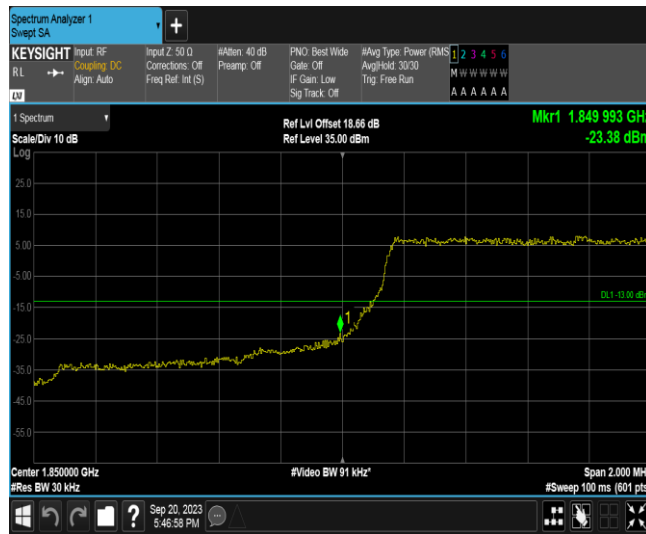 Spectrum Analyzer 1
Swept SA
KEYSIGHT
RL
LXI
Input: RF
Coupling: DC
Align: Auto
Input Z: 50 Ω
Corrections: Off
Freq Ref: Int (S)
#Atten: 40 dB
Preamp: Off
PNO: Best Wide
Gate: Off
IF Gain: Low
Sig Track: Off
#Avg Type: Power (RMS
Avg|Hold: 30/30
Trig: Free Run
1 2 3 4 5 6
M W W W W W
A A A A A A
1 Spectrum
Scale/Div 10 dB
Log
Ref Lvl Offset 18.66 dB
Ref Level 35.00 dBm
Mkr1 1.849 993 GH
-23.38 dBm
25.0
15.0
5.00
-5.00
-15.0
-25.0
-35.0
-45.0
-55.0
DL1 -13.00 dBm
1
Center 1.850000 GHz
#Res BW 30 kHz
#Video BW 91 kHz*
Span 2.000 MH
#Sweep 100 ms (601 pts
?
Sep 20, 2023
5:46:58 PM